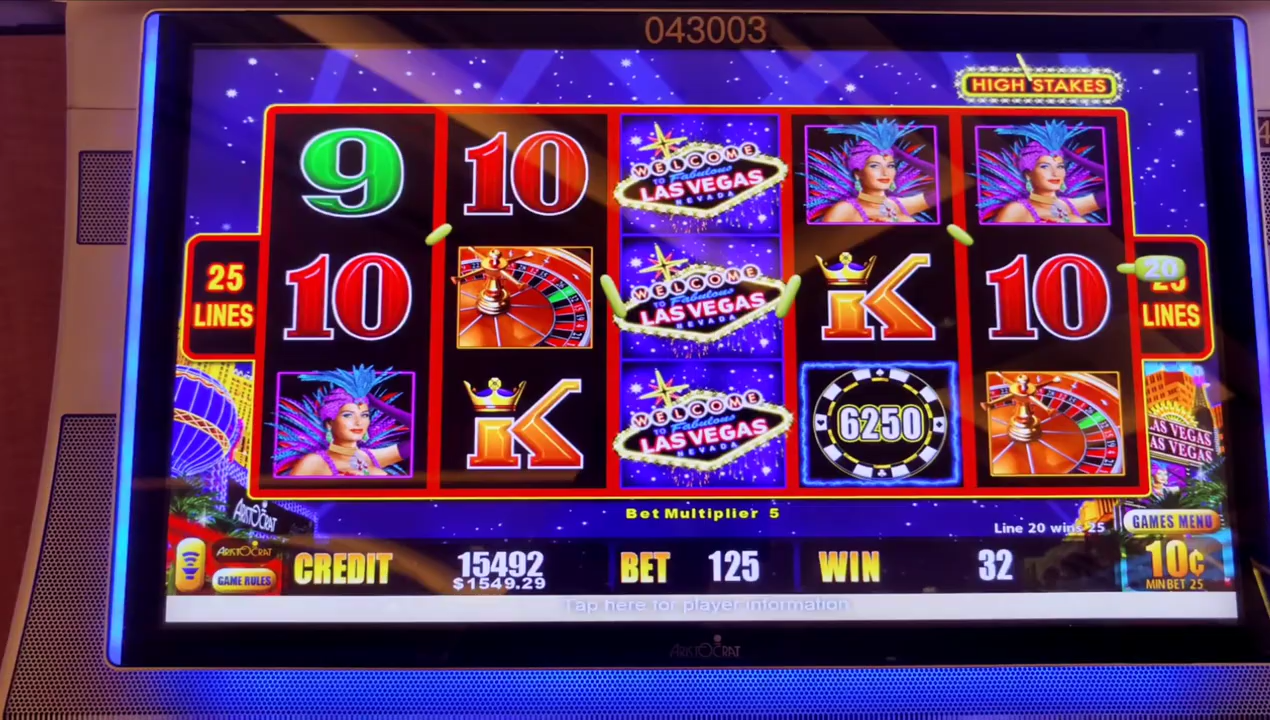 043003
HIGH STAKES
9
10
WELCOME
TO Fabulous
LAS VEGAS
NEVADA
10
K
10
WELCOME
TO Fabulous
LAS VEGAS
NEVADA
K
6250
WELCOME
TO Fabulous
LAS VEGAS
NEVADA
25
LINES
20
25
LINES
LAS VEGAS
LAS VEGAS
ARISTOCRAT
Bet Multiplier 5
Line 20 wins 25
GAMES MENU
ARISTOCRAT
GAME RULES
CREDIT
15492
$1549.29
BET
125
WIN
32
10¢
MIN BET 25
Tap here for player information
ARISTOCRAT